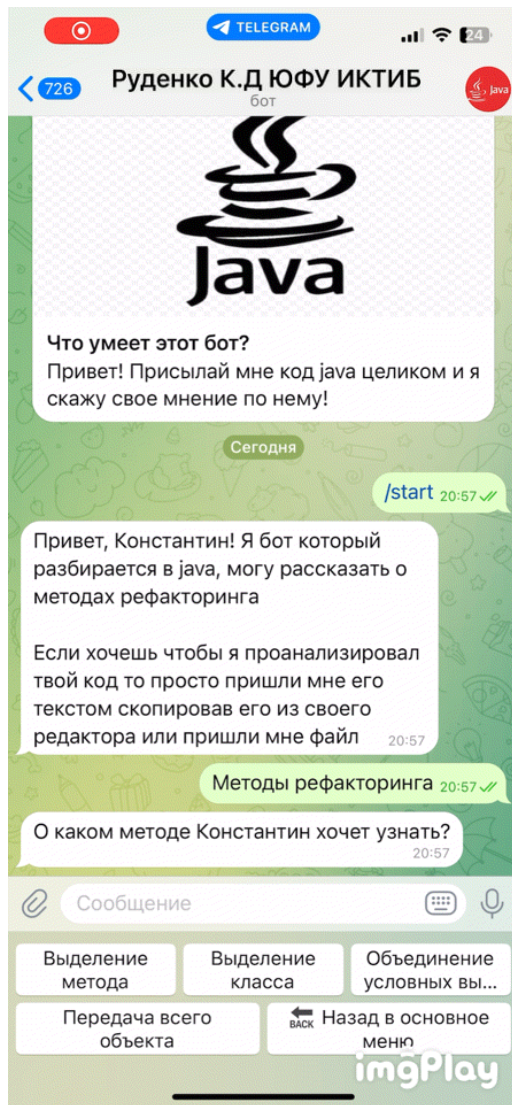 TELEGRAM
24
726
Руденко К.Д ЮФУ ИКТИБ
бот
Java
Java
Что умеет этот бот?
Привет! Присылай мне код java целиком и я
скажу свое мнение по нему!
Сегодня
/start 20:57
Привет, Константин! Я бот который
разбирается в java, могу рассказать о
методах рефакторинга
Если хочешь чтобы я проанализировал
твой код то просто пришли мне его
текстом скопировав его из своего
редактора или пришли мне файл 20:57
Методы рефакторинга 20:57
О каком методе Константин хочет узнать?
20:57
Сообщение
Выделение
метода
Выделение
класса
Объединение
условных вы...
Передача всего
объекта
BACK Назад в основное
меню
imgPlay